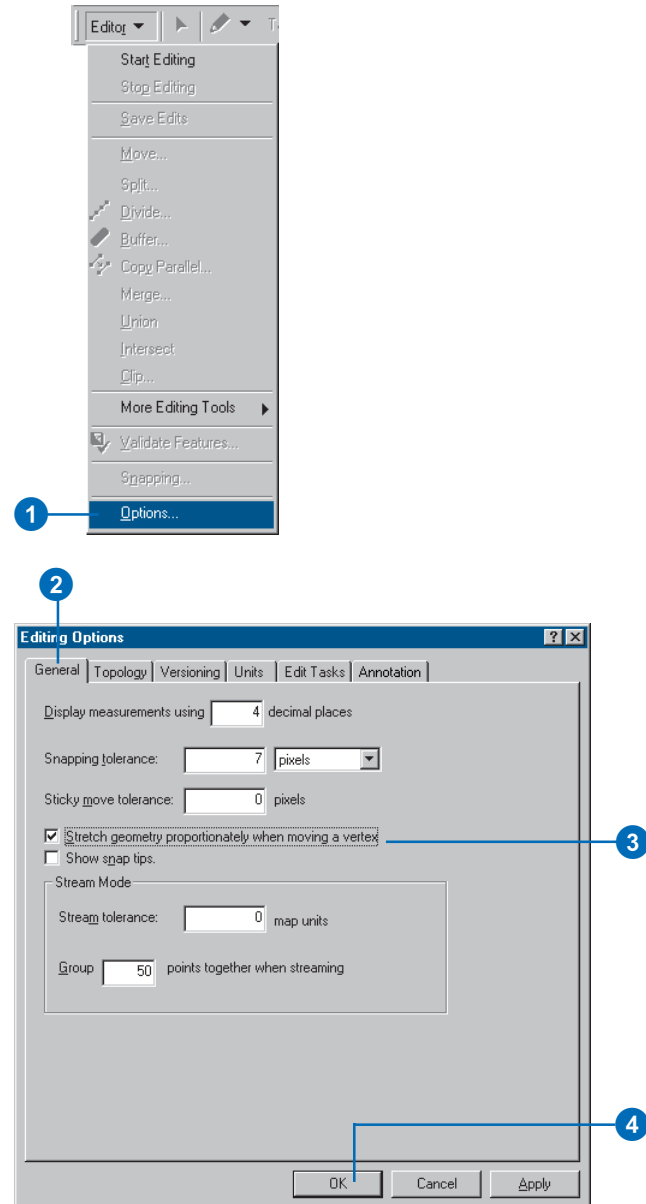 Editor
Start Editing
Stop Editing
Save Edits
Move...
Split...
Divide...
Buffer...
Copy Parallel...
Merge...
Union
Intersect
Clip...
More Editing Tools
Validate Features...
Snapping...
1
Options...
2
Editing Options
General Topology Versioning Units Edit Tasks Annotation
Display measurements using 4 decimal places
Snapping tolerance: 7 pixels
Sticky move tolerance: 0 pixels
Stretch geometry proportionately when moving a vertex
3
Show snap tips.
Stream Mode
Stream tolerance: 0 map units
Group 50 points together when streaming
4
OK Cancel Apply